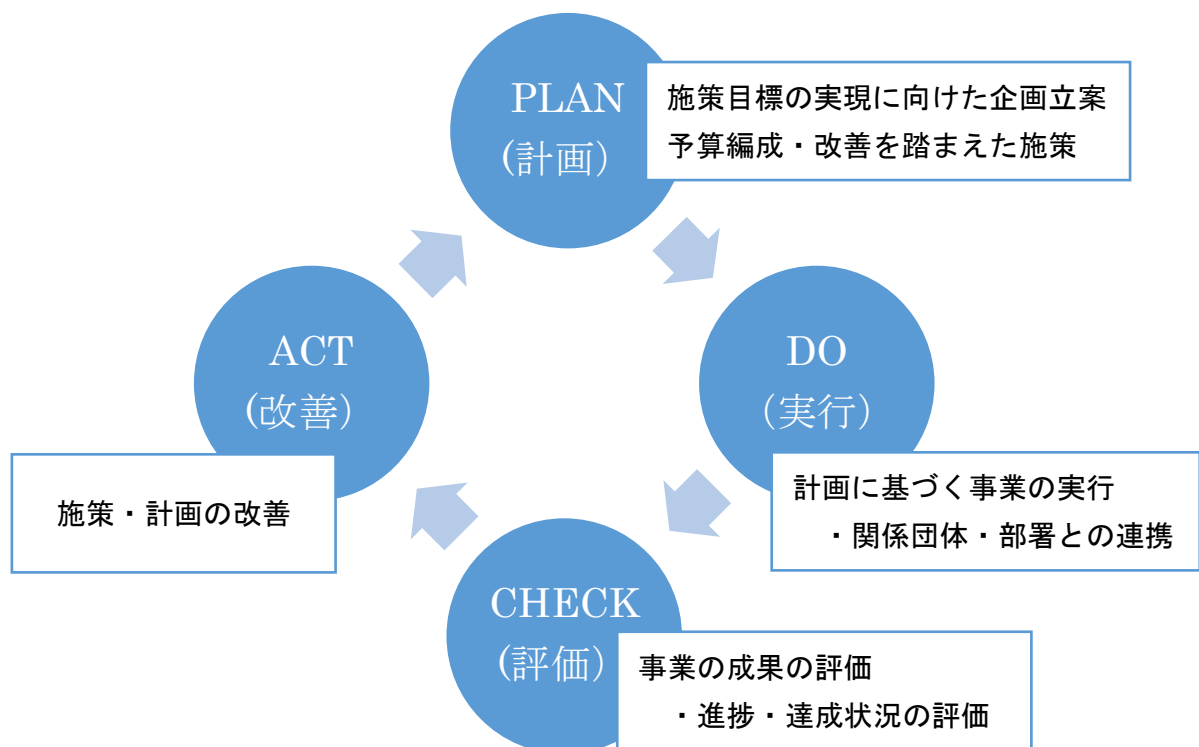 PLAN
(計画)
施策目標の実現に向けた企画立案
予算編成・改善を踏まえた施策
DO
(実行)
計画に基づく事業の実行
・関係団体・部署との連携
CHECK
(評価)
事業の成果の評価
・進捗・達成状況の評価
ACT
(改善)
施策・計画の改善